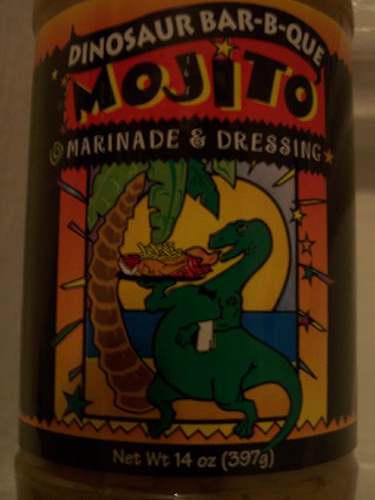 DINOSAUR BAR-B-QUE
MOJITO
MARINADE & DRESSING
Net Wt 14 oz (397g)